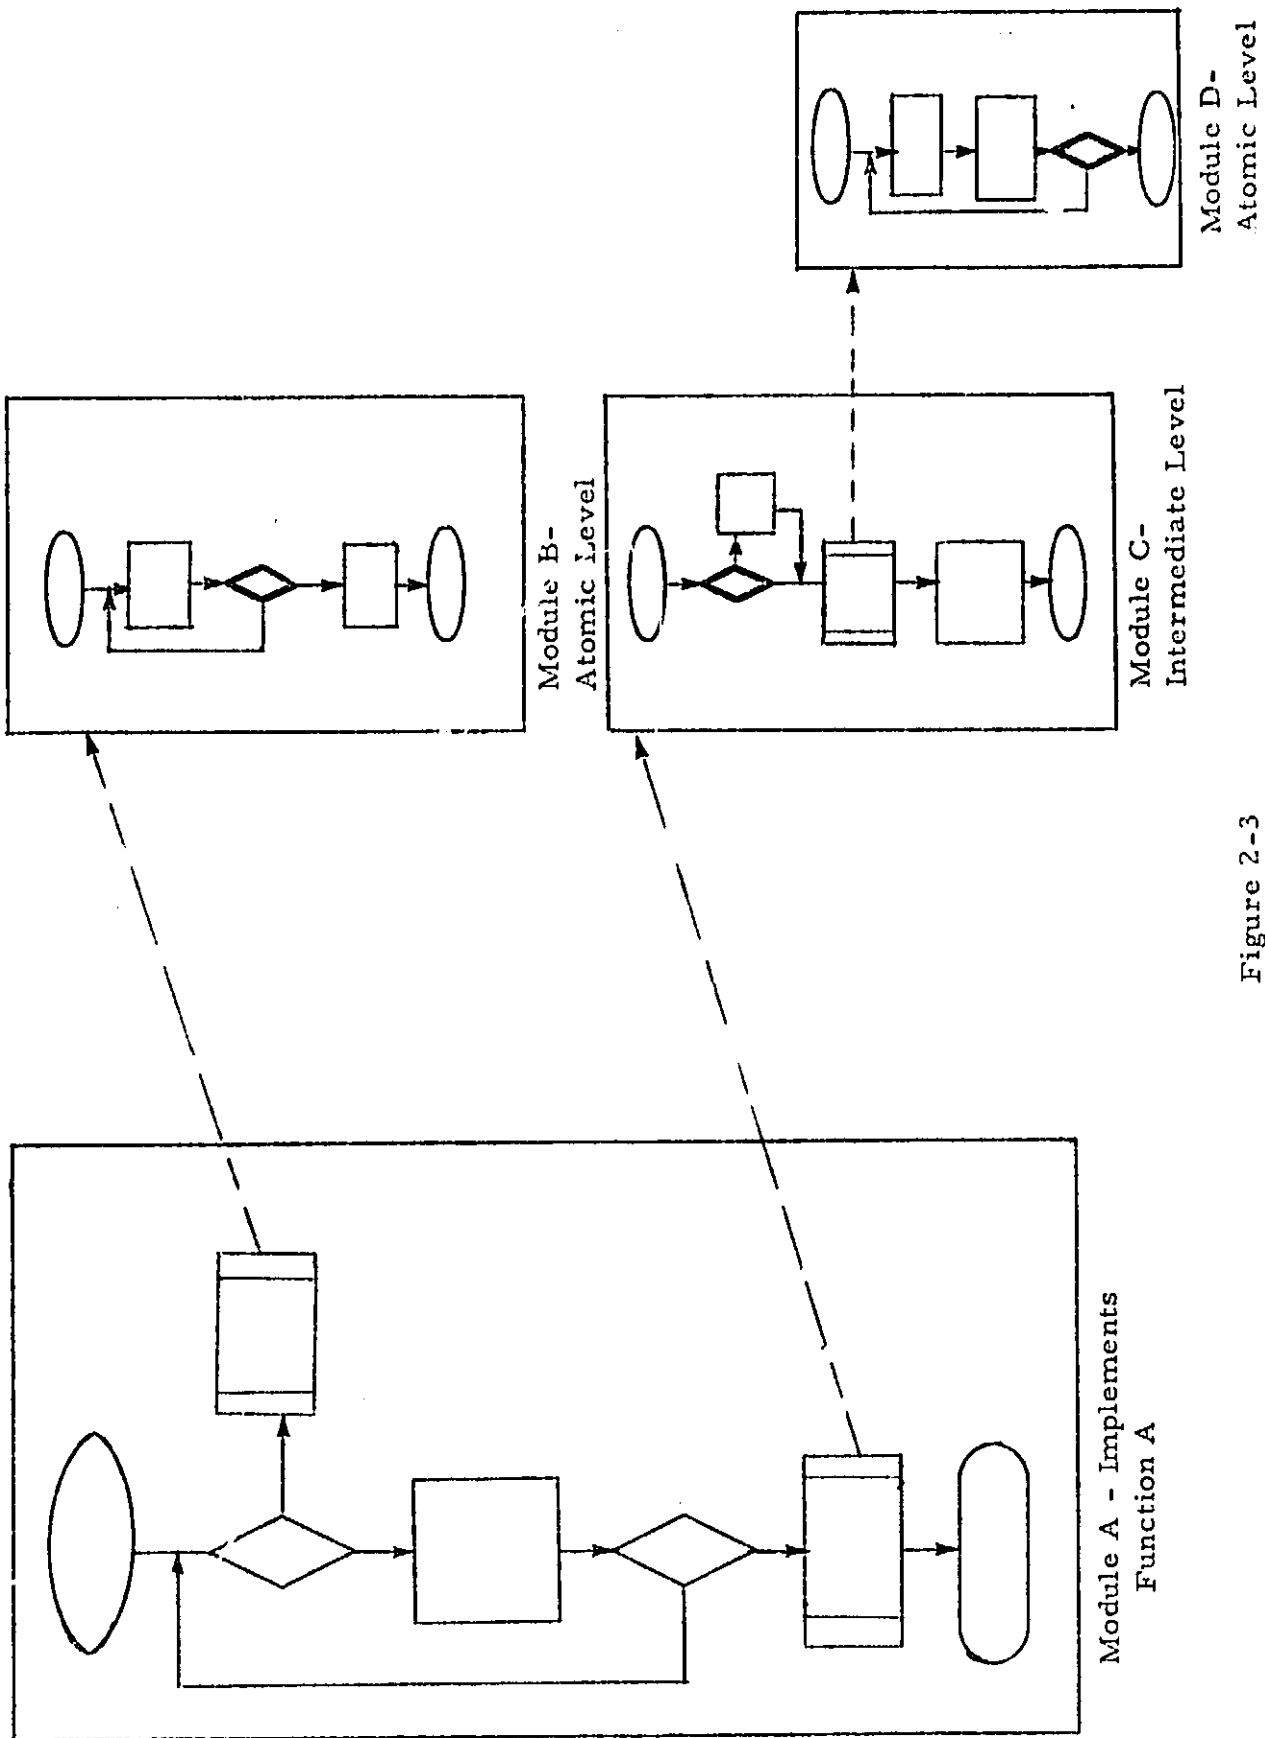 Module A - Implements
Function A
Module B-
Atomic Level
Module C-
Intermediate Level
Module D-
Atomic Level
Figure 2-3